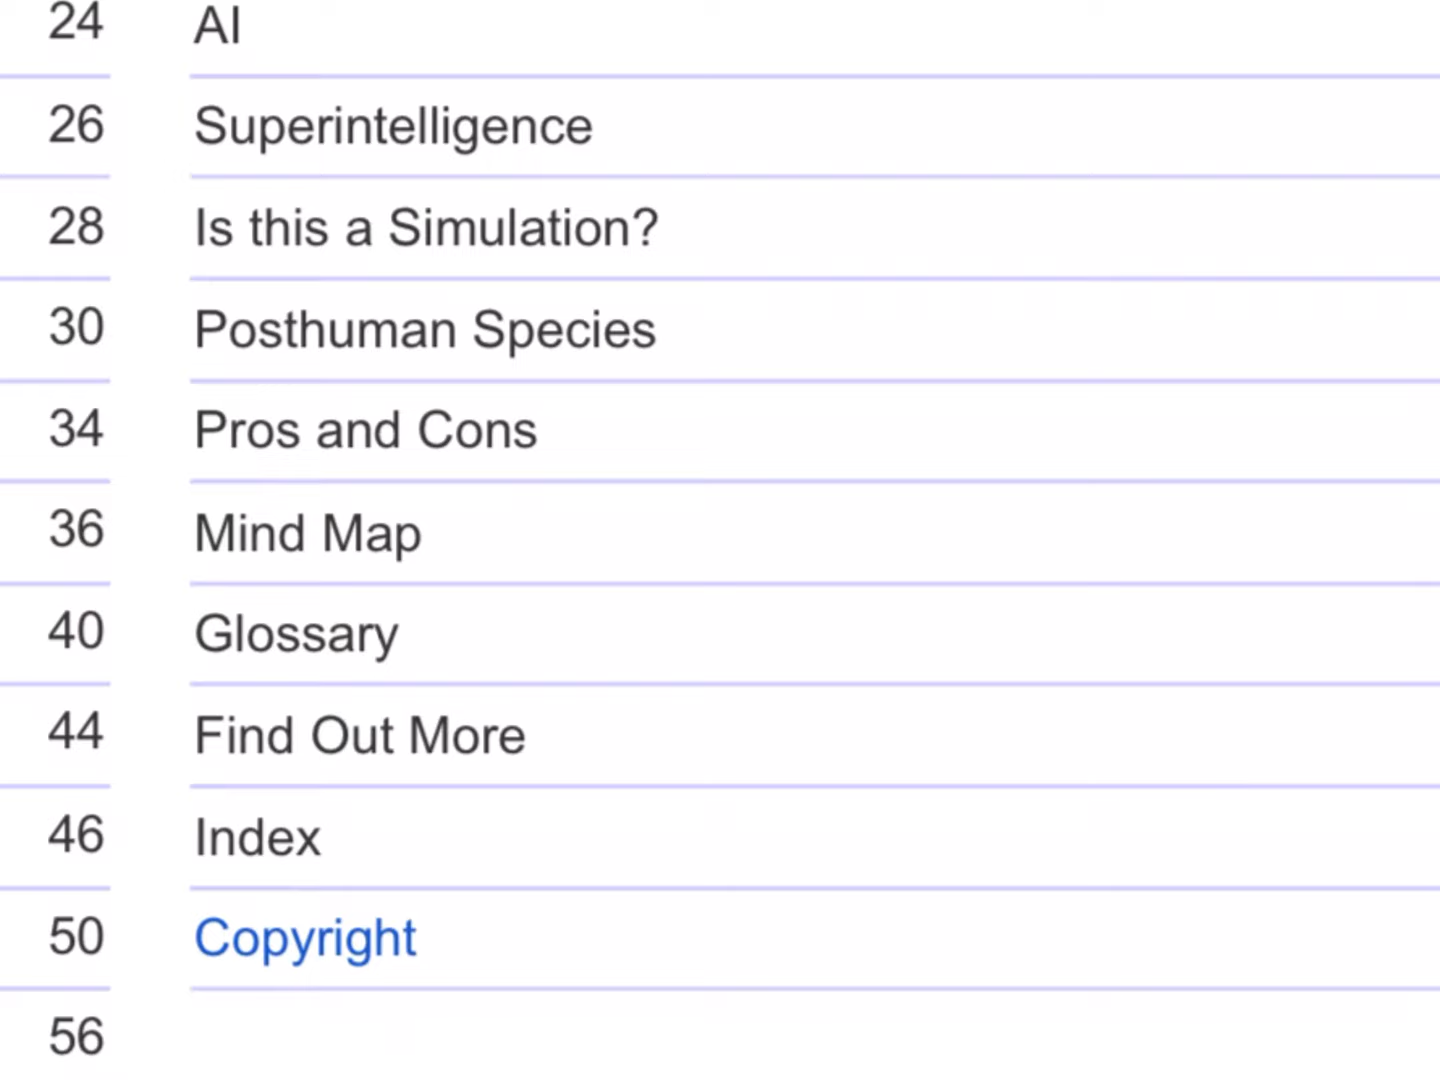 24 AI
26 Superintelligence
28 Is this a Simulation?
30 Posthuman Species
34 Pros and Cons
36 Mind Map
40 Glossary
44 Find Out More
46 Index
50 Copyright
56